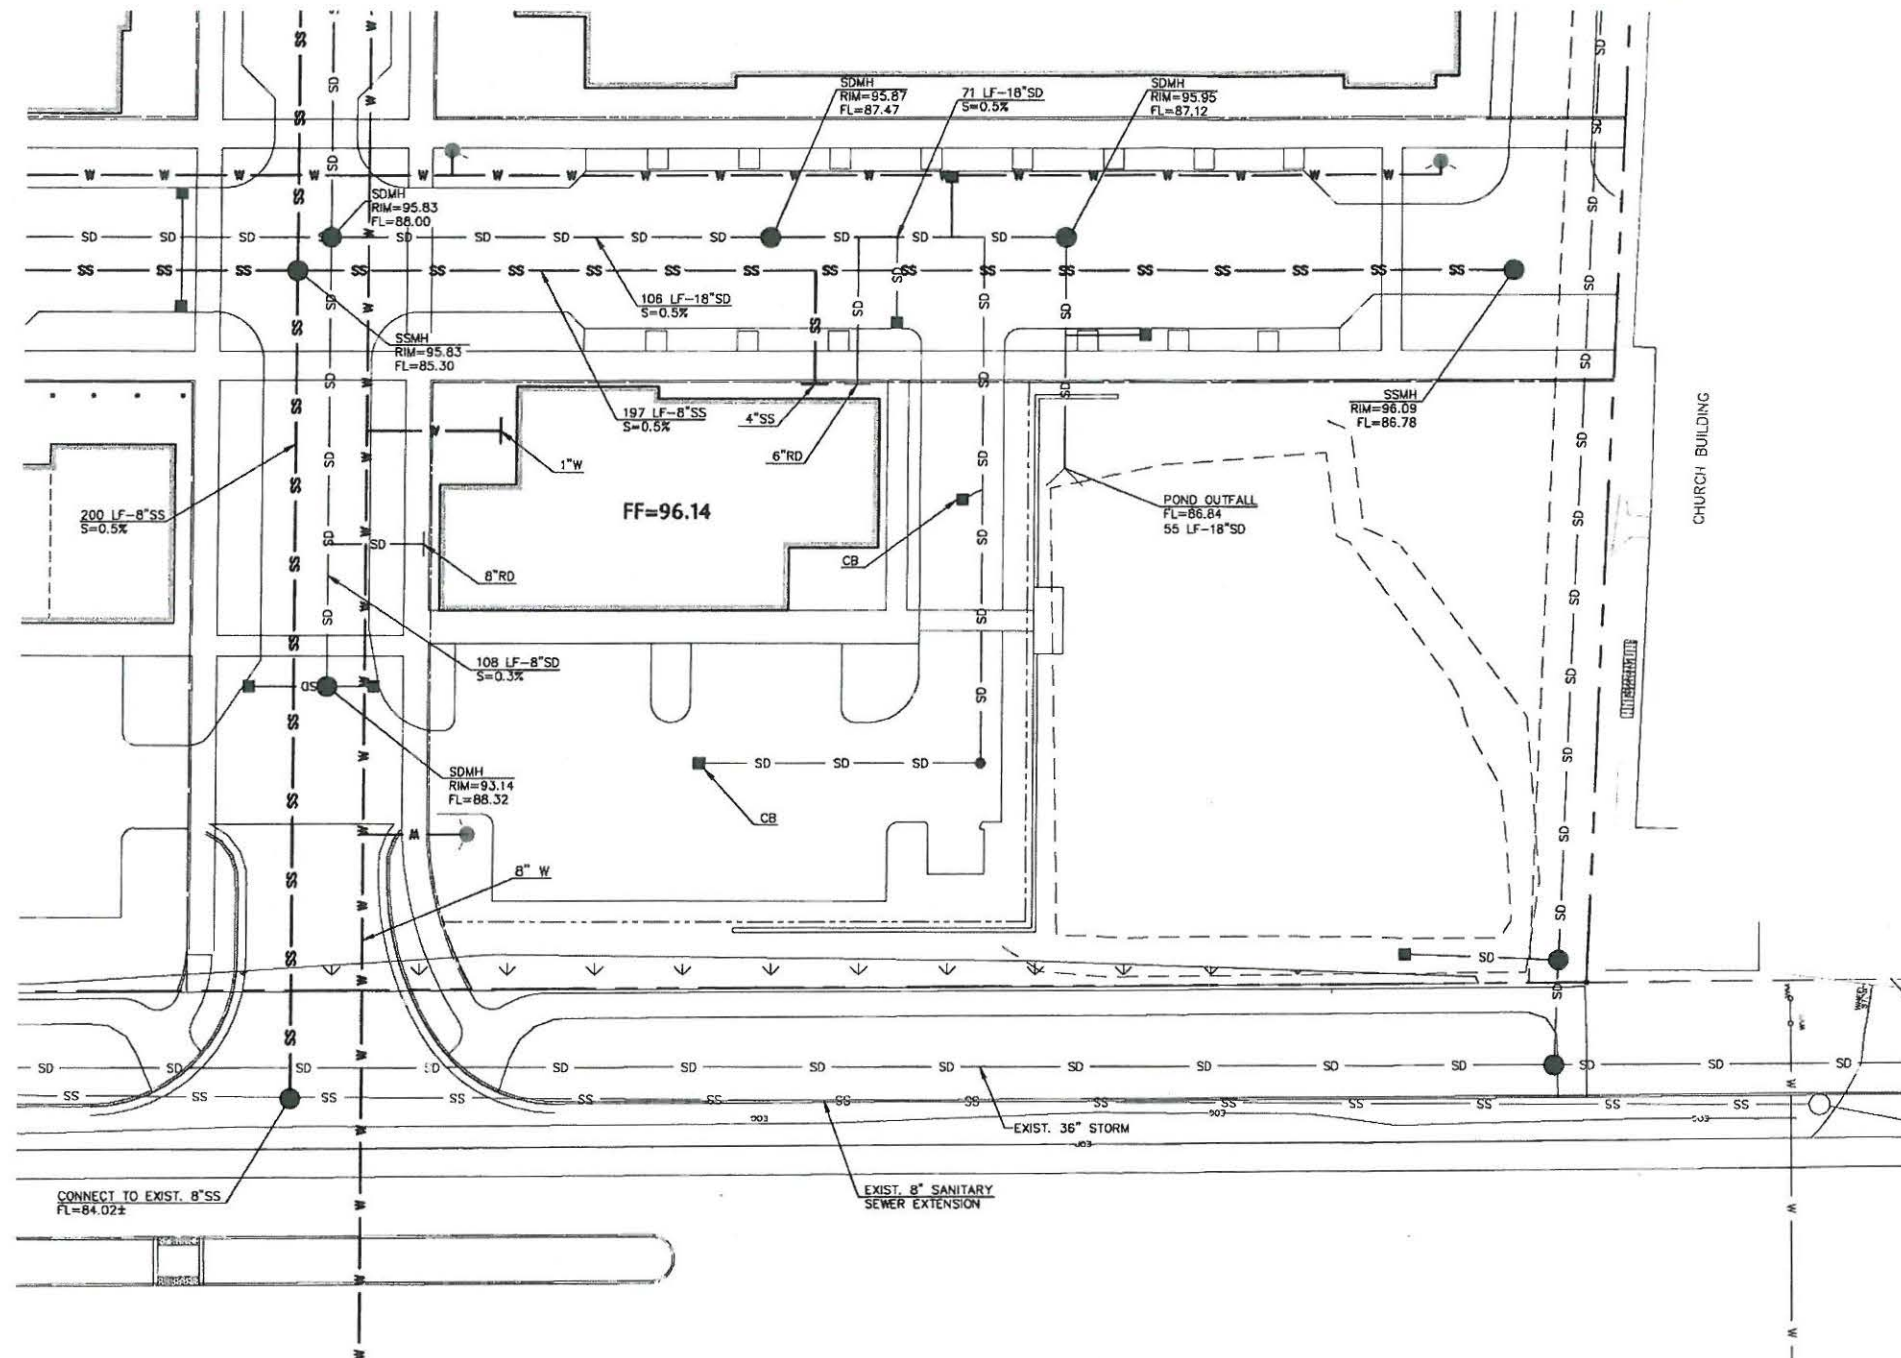 SDMH
RIM=95.87
FL=87.47
71 LF-18"SD
S=0.5%
SDMH
RIM=95.95
FL=87.12
SDMH
RIM=95.83
FL=88.00
106 LF-18"SD
S=0.5%
SSMH
RIM=95.83
FL=85.30
197 LF-8"SS
S=0.5%
4"SS
6"RD
SSMH
RIM=96.09
FL=86.78
CHURCH BUILDING
1"W
FF=96.14
200 LF-8"SS
S=0.5%
POND OUTFALL
FL=86.84
55 LF-18"SD
CB
8"RD
108 LF-8"SD
S=0.3%
SDMH
RIM=93.14
FL=88.32
CB
8" W
EXIST. 36" STORM
CONNECT TO EXIST. 8"SS
FL=84.02±
EXIST. 8" SANITARY
SEWER EXTENSION